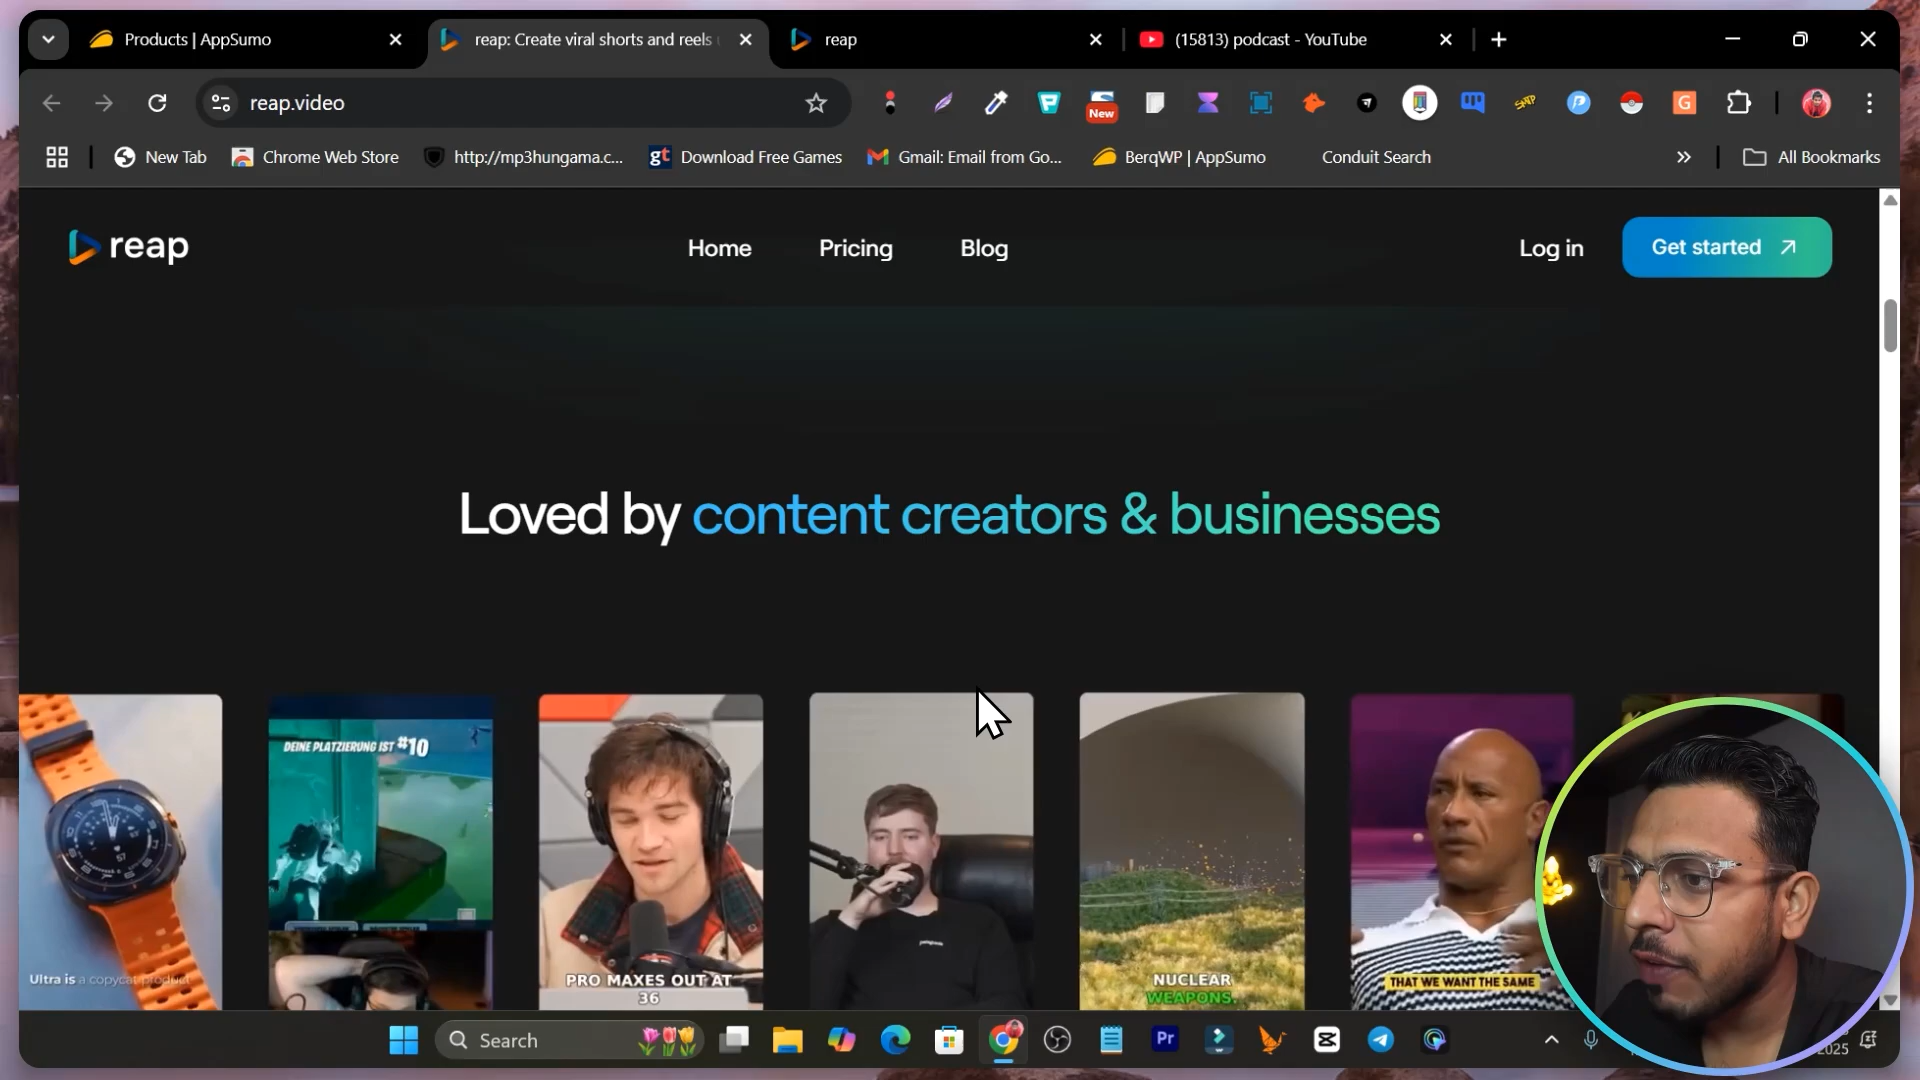 Products | AppSumo
reap: Create viral shorts and reels
reap
(15813) podcast - YouTube
reap.video
New
New Tab
Chrome Web Store
http://mp3hungama.c...
gt
Download Free Games
Gmail: Email from Go...
BerqWP | AppSumo
Conduit Search
All Bookmarks
reap
Home
Pricing
Blog
Log in
Get started
Loved by content creators & businesses
DEINE PLATZIERUNG IST #10
Ultra is a copycat product
PRO MAXES OUT AT
36
NUCLEAR
WEAPONS.
THAT WE WANT THE SAME
Search
Pr
2025